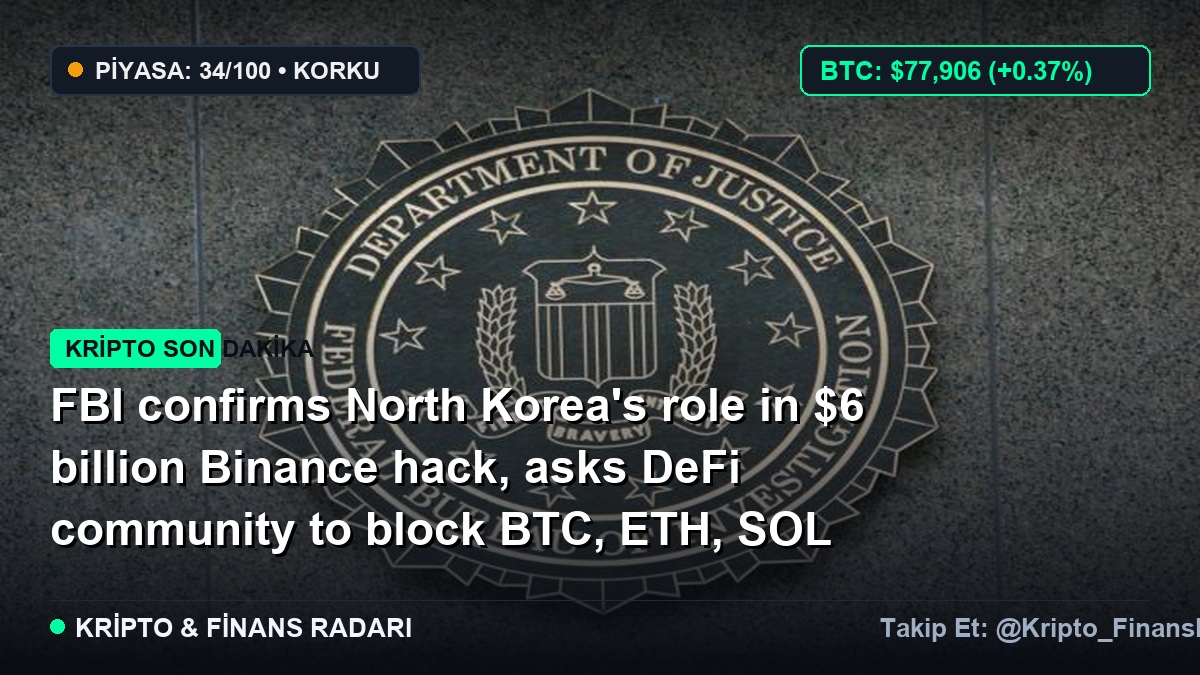 PİYASA: 34/100 • KORKU
BTC: $77,906 (+0.37%)
DEPARTMENT OF JUSTICE
KRİPTO SON DAKİKA
FBI confirms North Korea's role in $6
billion Binance hack, asks DeFi
community to block BTC, ETH, SOL
BRAVERY
KRİPTO & FİNANS RADARI
Takip Et: @Kripto_Finans